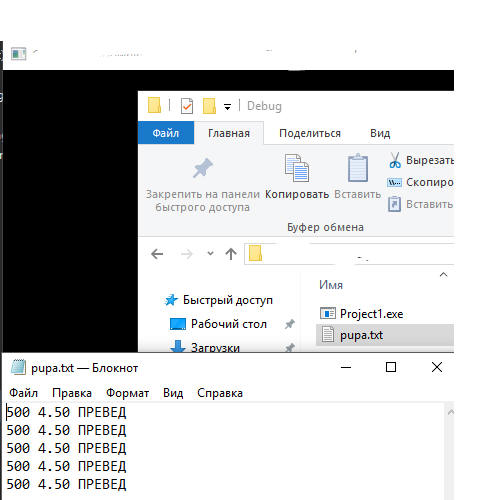 Debug
Файл Главная Поделиться Вид
Закрепить на панели быстрого доступа
Копировать
Вставить
Вырезать
Скопиро
Вставить
Буфер обмена
Имя
Быстрый доступ
Рабочий стол
Загрузки
Project1.exe
pupa.txt
pupa.txt — Блокнот
Файл Правка Формат Вид Справка
500 4.50 ПРЕВЕД
500 4.50 ПРЕВЕД
500 4.50 ПРЕВЕД
500 4.50 ПРЕВЕД
500 4.50 ПРЕВЕД